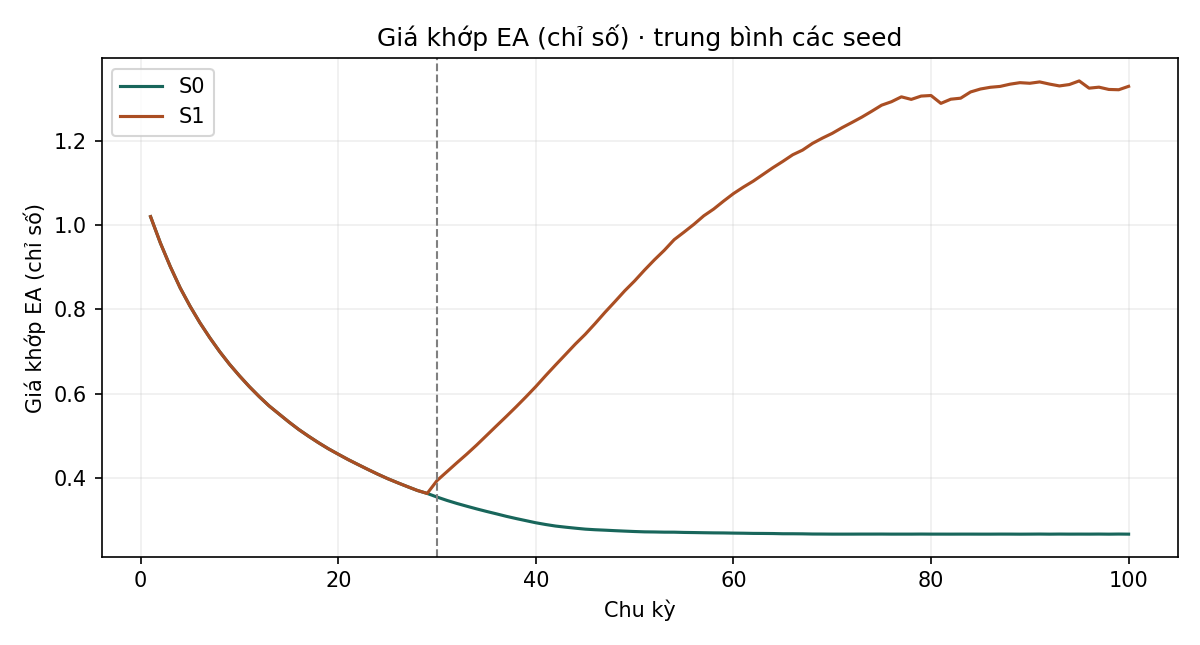 Giá khớp EA (chỉ số) · trung bình các seed
S0
S1
Giá khớp EA (chỉ số)
1.2
1.0
0.8
0.6
0.4
0 20 40 60 80 100
Chu kỳ